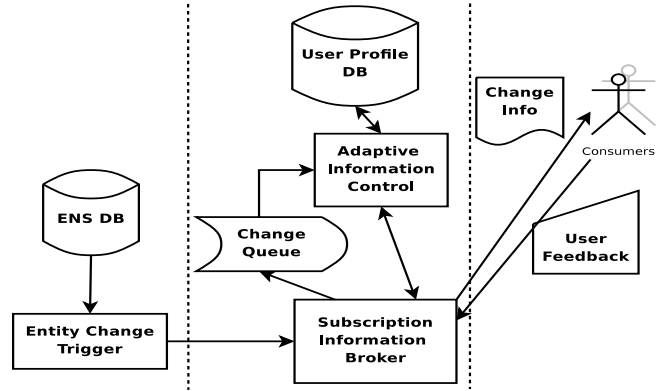 User Profile
DB
Change
Info
Consumers
Adaptive
Information
Control
ENS DB
Change
Queue
User
Feedback
Entity Change
Trigger
Subscription
Information
Broker